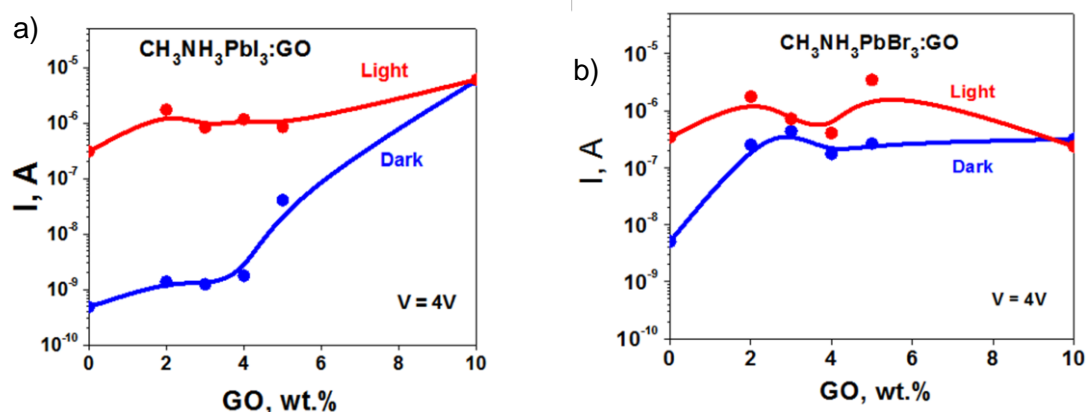 a)
CH₃NH₃PbI₃:GO
Light
Dark
V = 4V
I, A
10⁻⁵
10⁻⁶
10⁻⁷
10⁻⁸
10⁻⁹
10⁻¹⁰
0 2 4 6 8 10
GO, wt.%
b)
CH₃NH₃PbBr₃:GO
Light
Dark
V = 4V
I, A
10⁻⁵
10⁻⁶
10⁻⁷
10⁻⁸
10⁻⁹
10⁻¹⁰
0 2 4 6 8 10
GO, wt.%